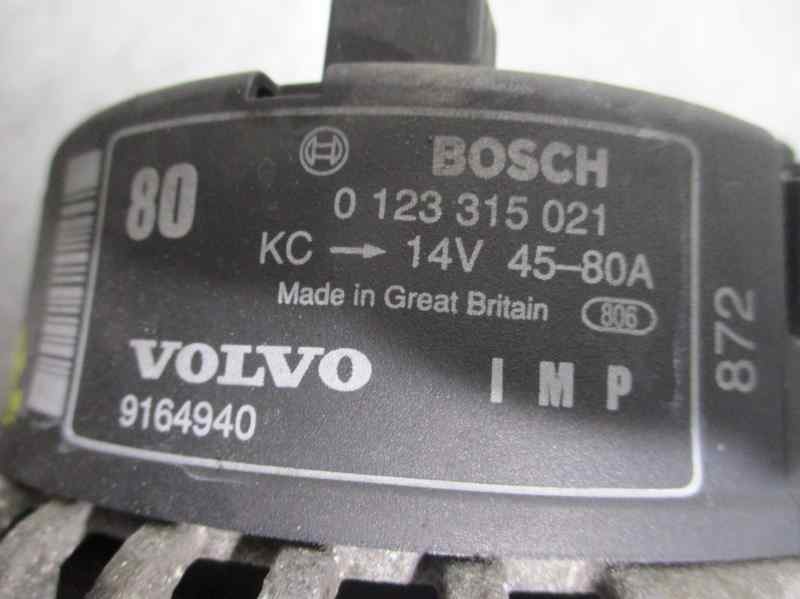 80
BOSCH
0 123 315 021
KC → 14V 45-80A
Made in Great Britain 806
VOLVO
IMP
9164940
872